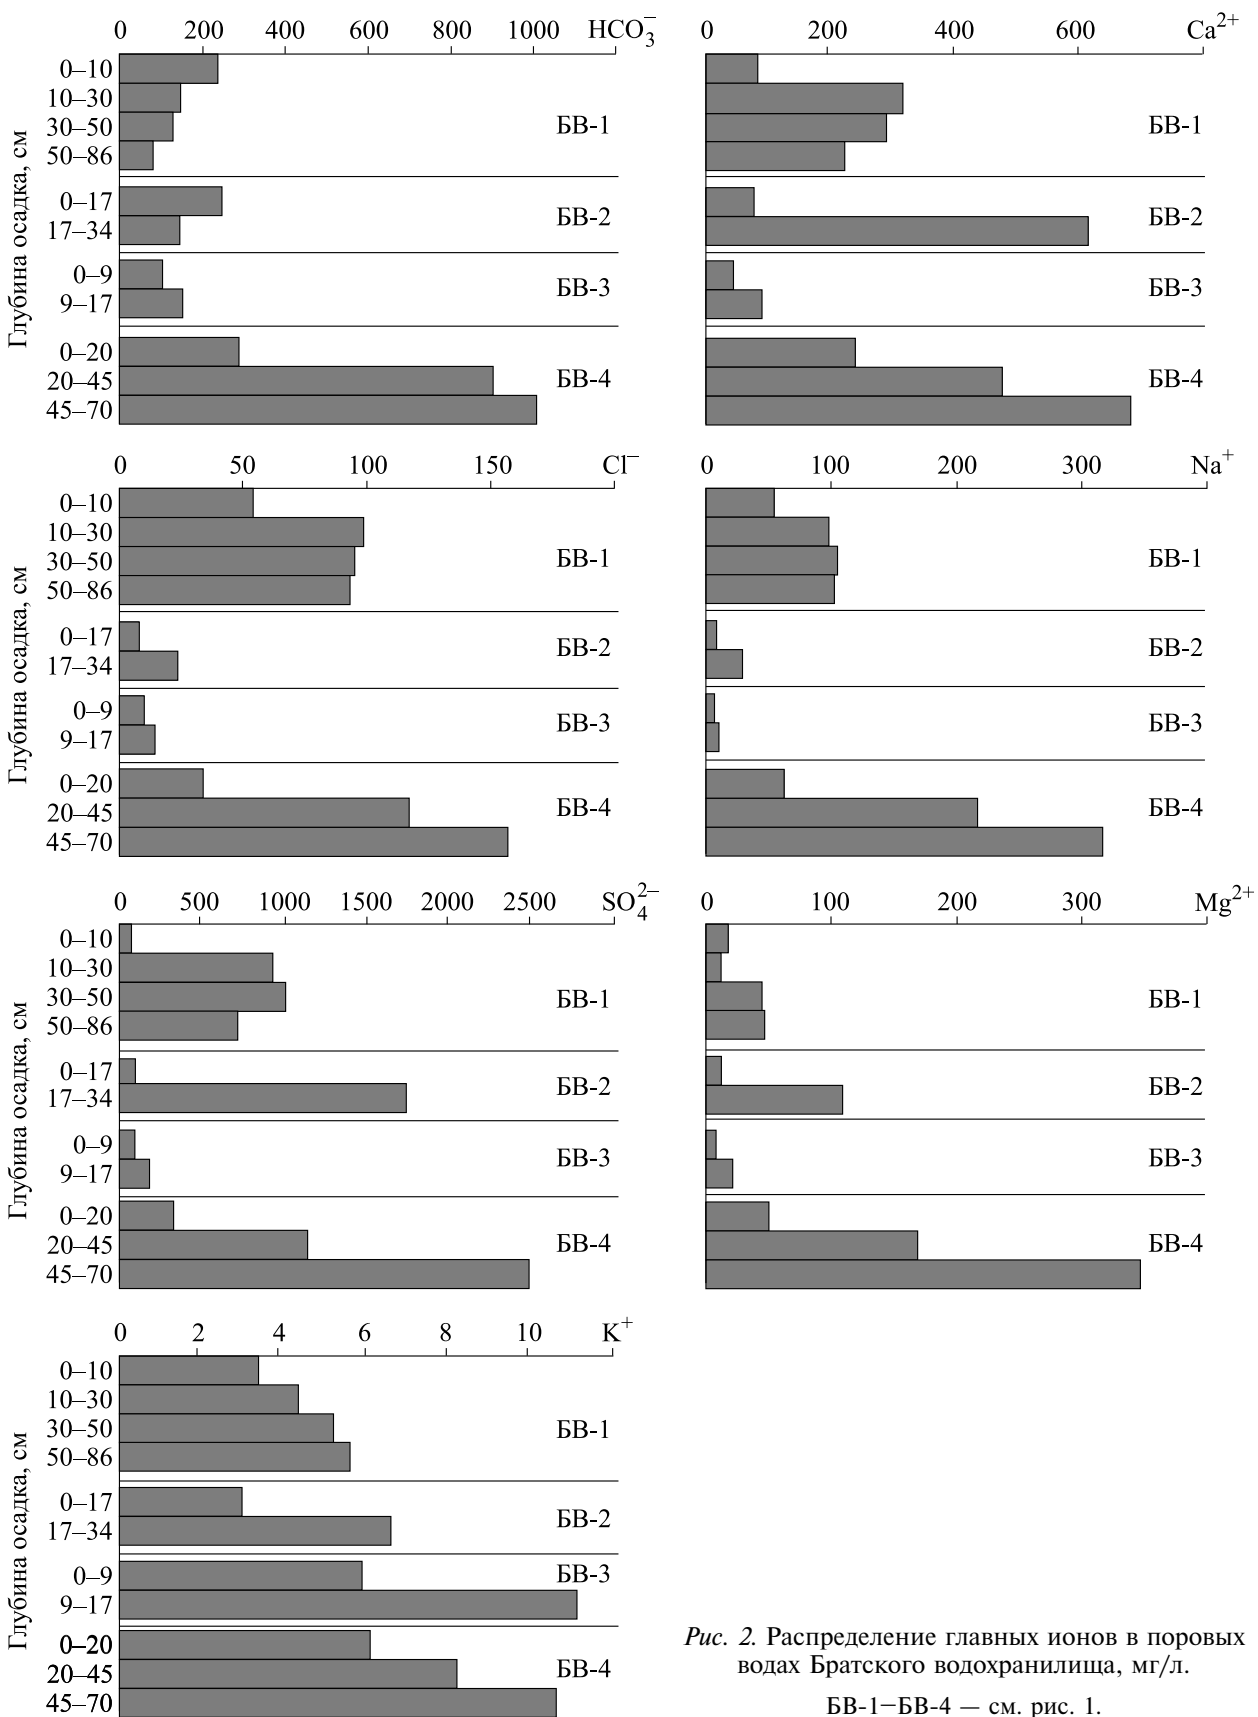 0 200 400 600 800 1000 HCO₃⁻
0–10
10–30
30–50
50–86
БВ-1
0–17
17–34
БВ-2
0–9
9–17
БВ-3
0–20
20–45
45–70
БВ-4
Глубина осадка, см
0 200 400 600 Ca²⁺
БВ-1
БВ-2
БВ-3
БВ-4
0 50 100 150 Cl⁻
0–10
10–30
30–50
50–86
БВ-1
0–17
17–34
БВ-2
0–9
9–17
БВ-3
0–20
20–45
45–70
БВ-4
Глубина осадка, см
0 100 200 300 Na⁺
БВ-1
БВ-2
БВ-3
БВ-4
0 500 1000 1500 2000 2500 SO₄²⁻
0–10
10–30
30–50
50–86
БВ-1
0–17
17–34
БВ-2
0–9
9–17
БВ-3
0–20
20–45
45–70
БВ-4
Глубина осадка, см
0 100 200 300 Mg²⁺
БВ-1
БВ-2
БВ-3
БВ-4
0 2 4 6 8 10 K⁺
0–10
10–30
30–50
50–86
БВ-1
0–17
17–34
БВ-2
0–9
9–17
БВ-3
0–20
20–45
45–70
БВ-4
Глубина осадка, см
Рис. 2. Распределение главных ионов в поровых
водах Братского водохранилища, мг/л.
БВ-1–БВ-4 — см. рис. 1.